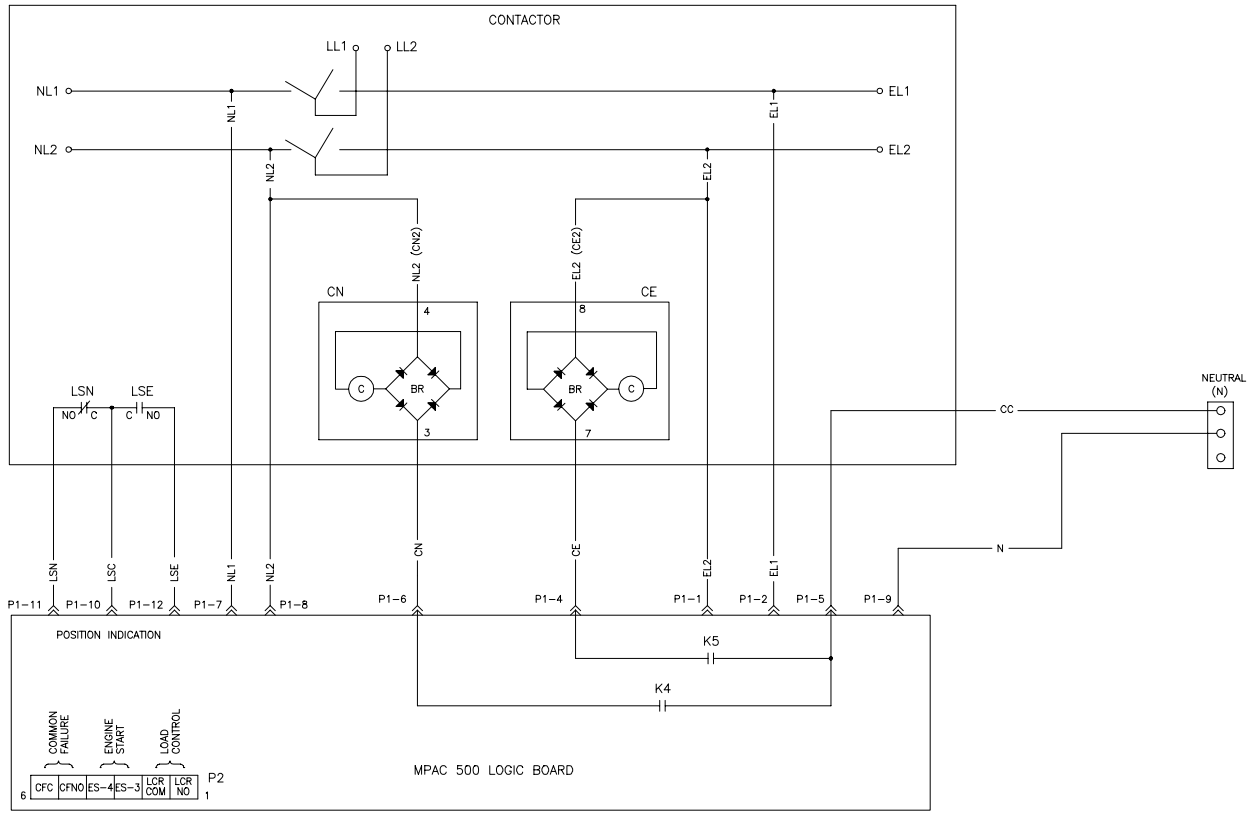 CONTACTOR
LL1
LL2
NL1
EL1
NL1
EL1
NL2
EL2
NL2
EL2
NL2 (CN2)
EL2 (CE2)
CN
CE
4
8
C
BR
BR
C
3
7
LSN
LSE
NO
C
C
NO
NEUTRAL
(N)
CC
N
LSN
LSC
LSE
NL1
NL2
CN
CE
EL2
EL1
P1-11
P1-10
P1-12
P1-7
P1-8
P1-6
P1-4
P1-1
P1-2
P1-5
P1-9
POSITION INDICATION
K5
K4
COMMON
FAILURE
ENGINE
START
LOAD
CONTROL
MPAC 500 LOGIC BOARD
P2
6
CFC
CFNO
ES-4
ES-3
LCR
COM
LCR
NO
1